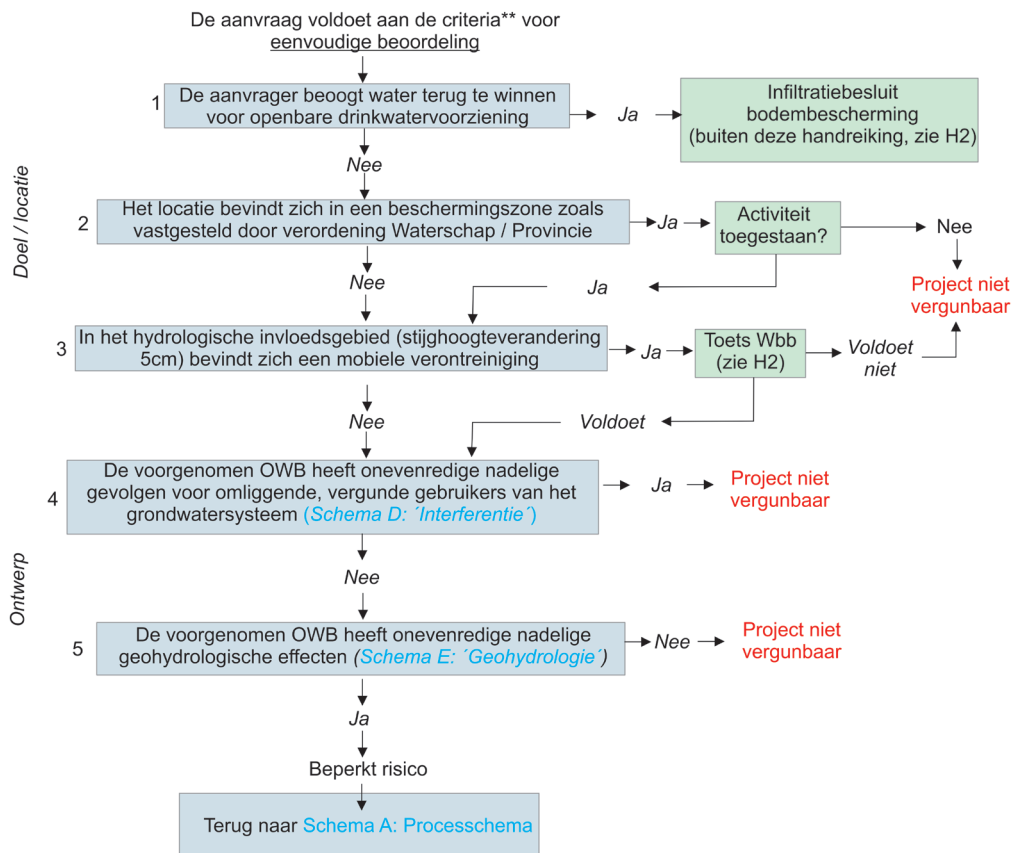 De aanvraag voldoet aan de criteria** voor
eenvoudige beoordeling
1
De aanvrager beoogt water terug te winnen
voor openbare drinkwatervoorziening
Ja
Infiltratiebesluit
bodembescherming
(buiten deze handreiking, zie H2)
Nee
Doel / locatie
2
Het locatie bevindt zich in een beschermingszone zoals
vastgesteld door verordening Waterschap / Provincie
Ja
Activiteit
toegestaan?
Nee
Nee
Ja
Project niet
vergunbaar
3
In het hydrologische invloedsgebied (stijghoogteverandering
5cm) bevindt zich een mobiele verontreiniging
Ja
Toets Wbb
(zie H2)
Voldoet
niet
Nee
Voldoet
4
De voorgenomen OWB heeft onevenredige nadelige
gevolgen voor omliggende, vergunde gebruikers van het
grondwatersysteem (Schema D: ´Interferentie´)
Ja
Project niet
vergunbaar
Ontwerp
Nee
5
De voorgenomen OWB heeft onevenredige nadelige
geohydrologische effecten (Schema E: ´Geohydrologie´)
Nee
Project niet
vergunbaar
Ja
Beperkt risico
Terug naar Schema A: Processchema